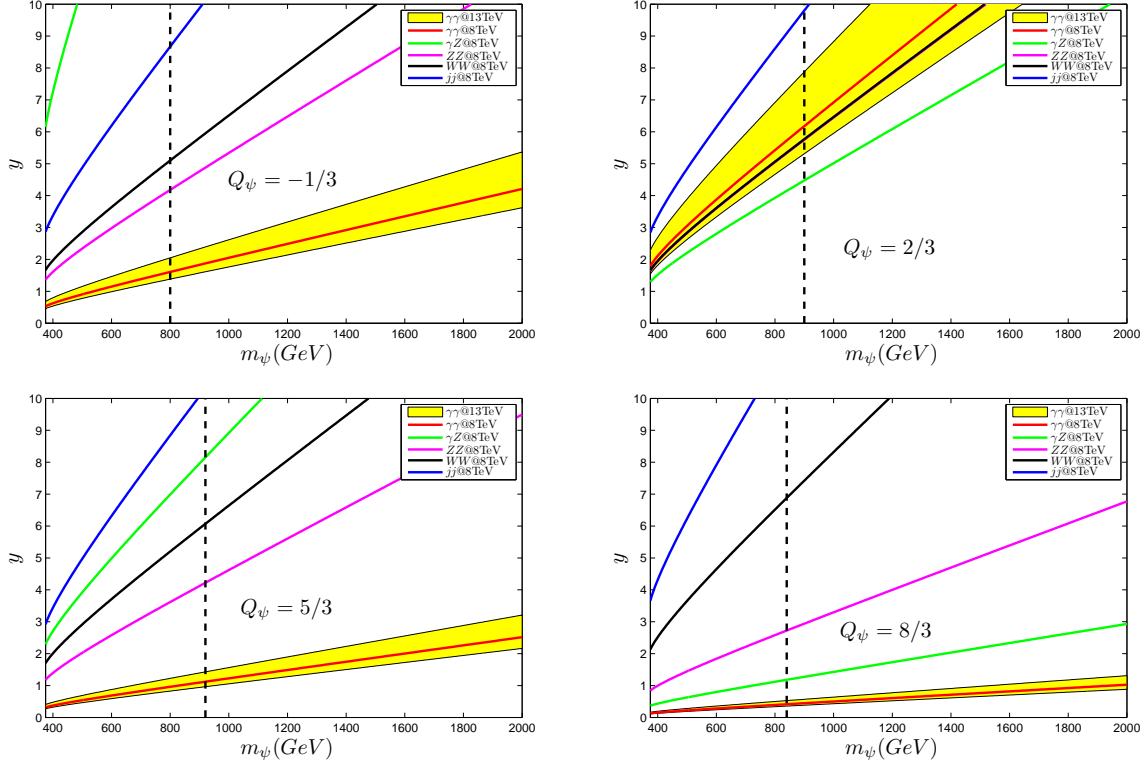 10
9
8
7
6
5
4
3
2
1
0
y
400 600 800 1000 1200 1400 1600 1800 2000
m_ψ(GeV)
Q_ψ = −1/3
γγ@13TeV
γγ@8TeV
γZ@8TeV
ZZ@8TeV
WW@8TeV
jj@8TeV
10
9
8
7
6
5
4
3
2
1
0
y
400 600 800 1000 1200 1400 1600 1800 2000
m_ψ(GeV)
Q_ψ = 2/3
γγ@13TeV
γγ@8TeV
γZ@8TeV
ZZ@8TeV
WW@8TeV
jj@8TeV
10
9
8
7
6
5
4
3
2
1
0
y
400 600 800 1000 1200 1400 1600 1800 2000
m_ψ(GeV)
Q_ψ = 5/3
γγ@13TeV
γγ@8TeV
γZ@8TeV
ZZ@8TeV
WW@8TeV
jj@8TeV
10
9
8
7
6
5
4
3
2
1
0
y
400 600 800 1000 1200 1400 1600 1800 2000
m_ψ(GeV)
Q_ψ = 8/3
γγ@13TeV
γγ@8TeV
γZ@8TeV
ZZ@8TeV
WW@8TeV
jj@8TeV